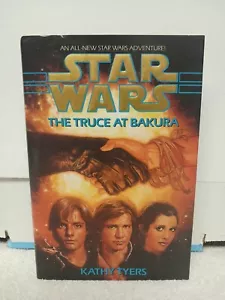 AN ALL-NEW STAR WARS ADVENTURE!
STAR
WARS
THE TRUCE AT BAKURA
KATHY TYERS